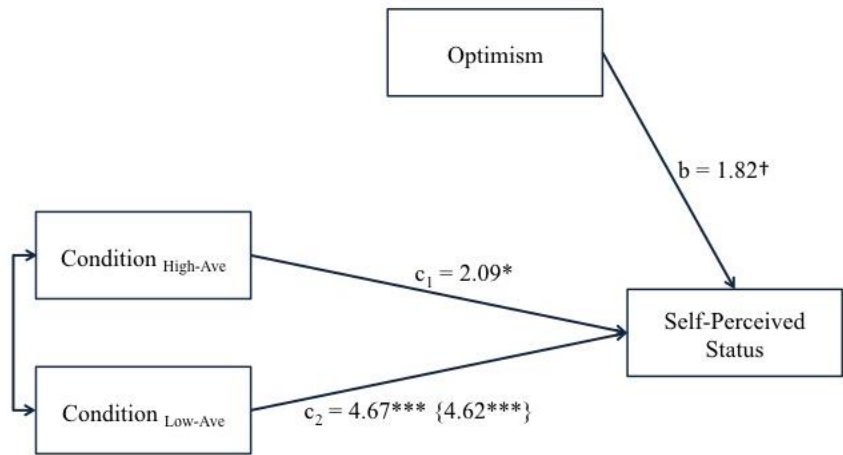 Optimism
b = 1.82†
Condition High-Ave
c1 = 2.09*
Self-Perceived
Status
Condition Low-Ave
c2 = 4.67*** {4.62***}